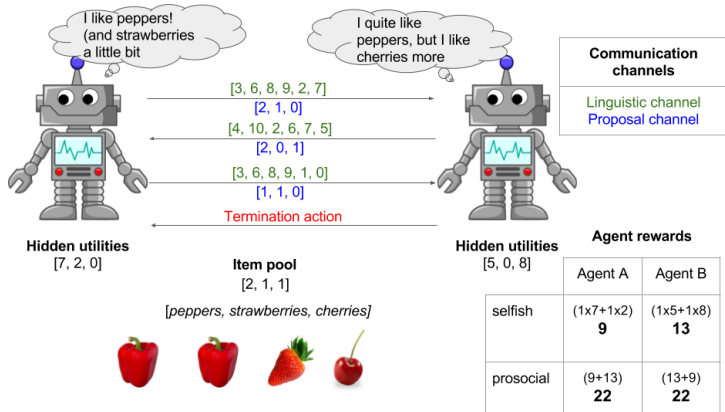 I like peppers!
(and strawberries
a little bit
I quite like
peppers, but I like
cherries more
Communication
channels
Linguistic channel
Proposal channel
[3, 6, 8, 9, 2, 7]
[2, 1, 0]
[4, 10, 2, 6, 7, 5]
[2, 0, 1]
[3, 6, 8, 9, 1, 0]
[1, 1, 0]
Termination action
Hidden utilities
[7, 2, 0]
Hidden utilities
[5, 0, 8]
Item pool
[2, 1, 1]
[peppers, strawberries, cherries]
Agent rewards
Agent A
Agent B
selfish
(1x7+1x2)
9
(1x5+1x8)
13
prosocial
(9+13)
22
(13+9)
22